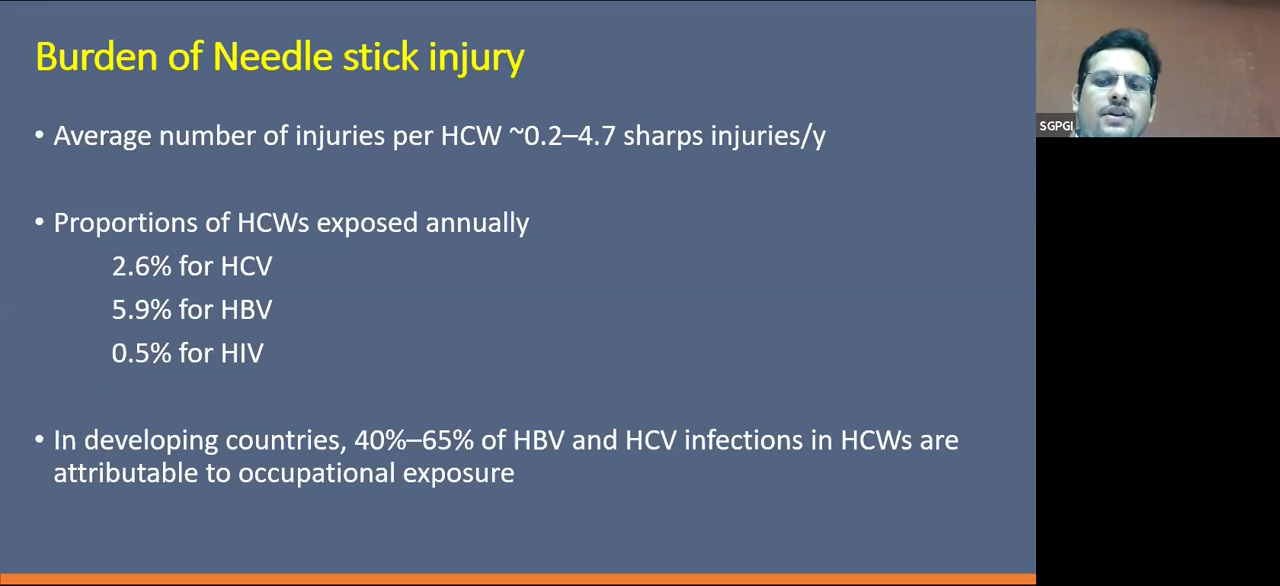 Burden of Needle stick injury
• Average number of injuries per HCW ~0.2–4.7 sharps injuries/y
• Proportions of HCWs exposed annually
2.6% for HCV
5.9% for HBV
0.5% for HIV
• In developing countries, 40%–65% of HBV and HCV infections in HCWs are
attributable to occupational exposure
SGPGI